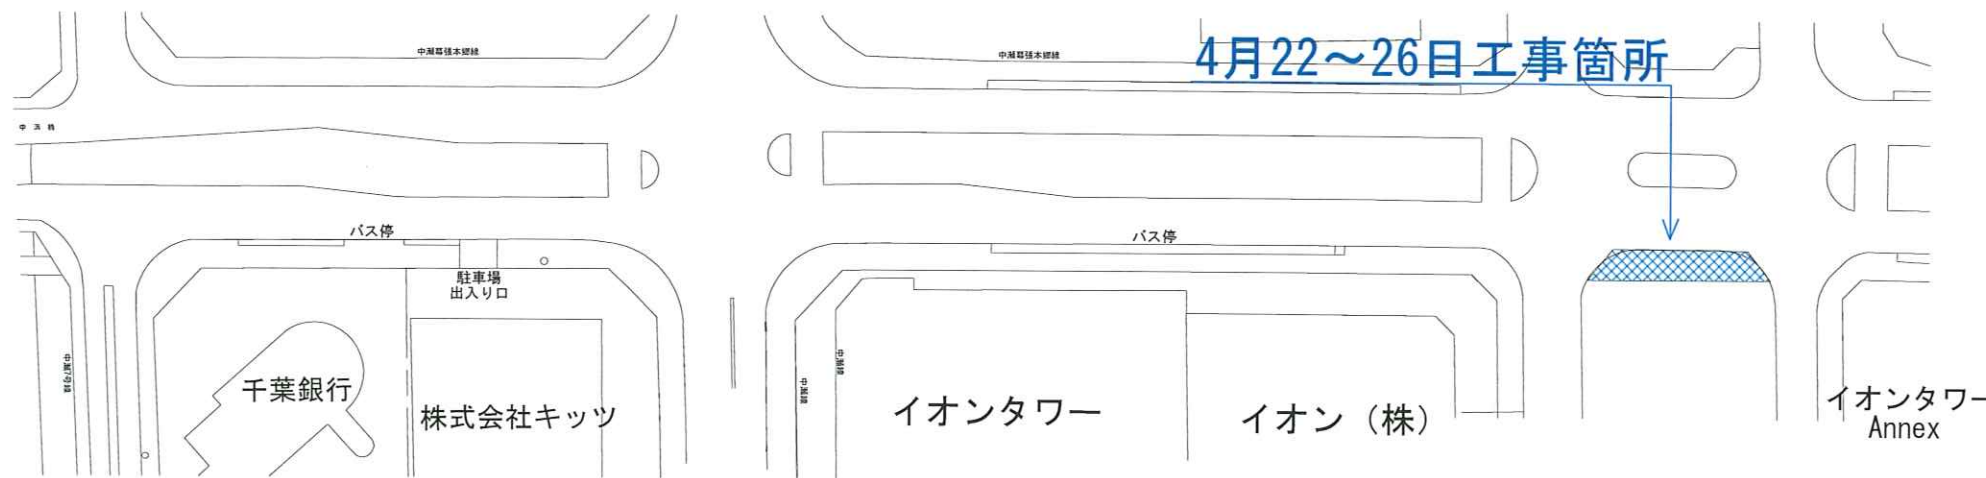 中瀬幕張本郷線
中瀬幕張本郷線
4月22～26日工事箇所
バス停
バス停
駐車場
出入り口
千葉銀行
株式会社キッツ
イオンタワー
イオン（株）
イオンタワー
Annex